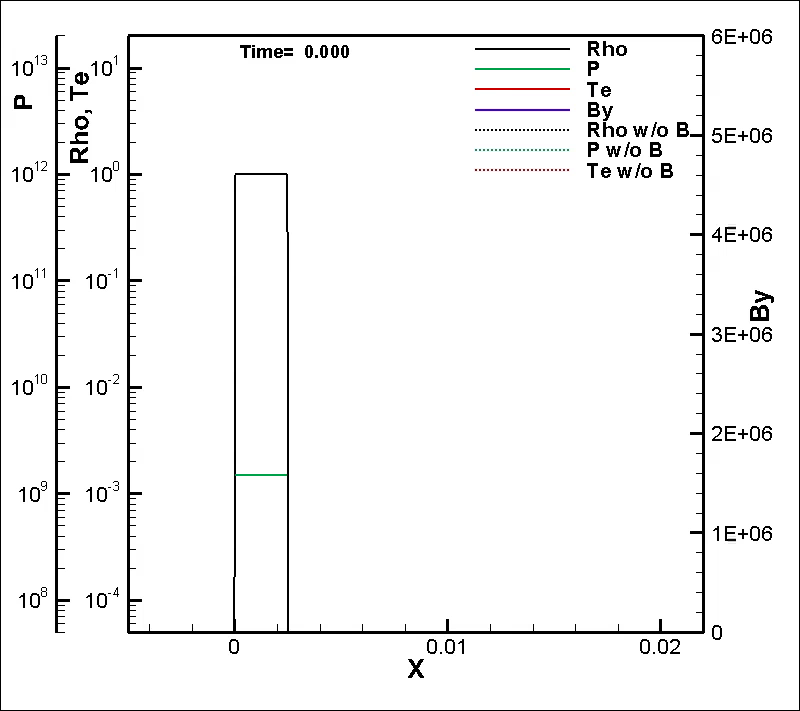 Time= 0.000
Rho
P
Te
By
Rho w/o B
P w/o B
Te w/o B
P
10^13
10^12
10^11
10^10
10^9
10^8
Rho, Te
10^1
10^0
10^-1
10^-2
10^-3
10^-4
6E+06
5E+06
4E+06
3E+06
2E+06
1E+06
0
By
0 0.01 0.02
X